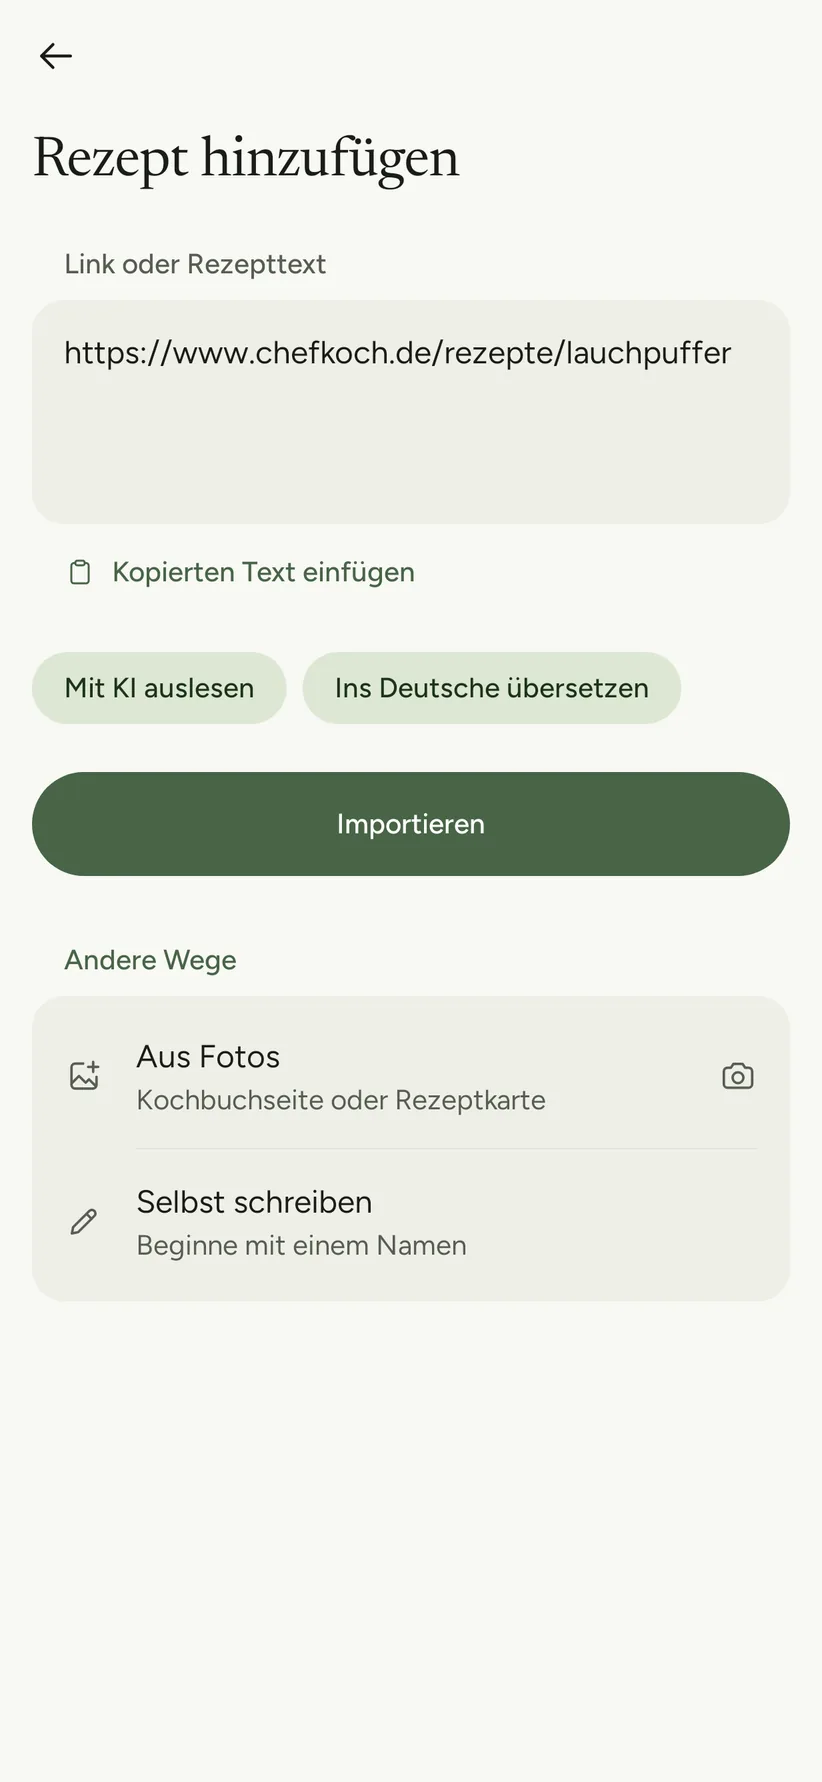 Rezept hinzufügen
Link oder Rezepttext
https://www.chefkoch.de/rezepte/lauchpuffer
Kopierten Text einfügen
Mit KI auslesen
Ins Deutsche übersetzen
Importieren
Andere Wege
Aus Fotos
Kochbuchseite oder Rezeptkarte
Selbst schreiben
Beginne mit einem Namen